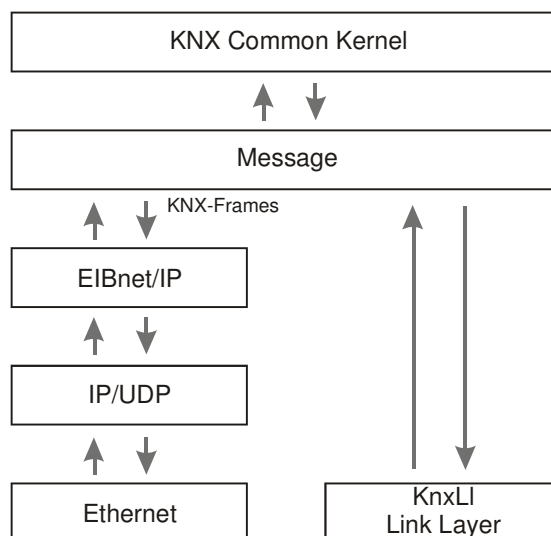 KNX Common Kernel
Message
KNX-Frames
EIBnet/IP
IP/UDP
Ethernet
KnxLl
Link Layer